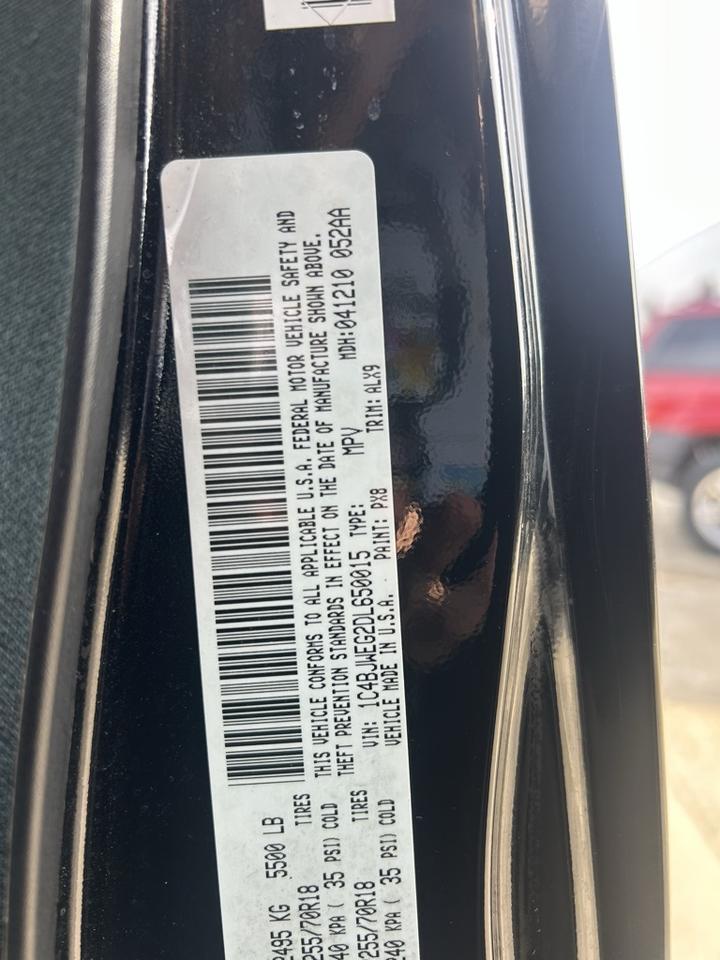 2495 KG 5500 LB
255/70R18 TIRES
240 KPA ( 35 PSI) COLD
255/70R18 TIRES
240 KPA ( 35 PSI) COLD
THIS VEHICLE CONFORMS TO ALL APPLICABLE U.S.A. FEDERAL MOTOR VEHICLE SAFETY AND
THEFT PREVENTION STANDARDS IN EFFECT ON THE DATE OF MANUFACTURE SHOWN ABOVE.
VIN: 1C4BJWEG2DL650015 TYPE: MPV MDH:041210 052AA
VEHICLE MADE IN U.S.A. PAINT: PX8 TRIM: ALX9